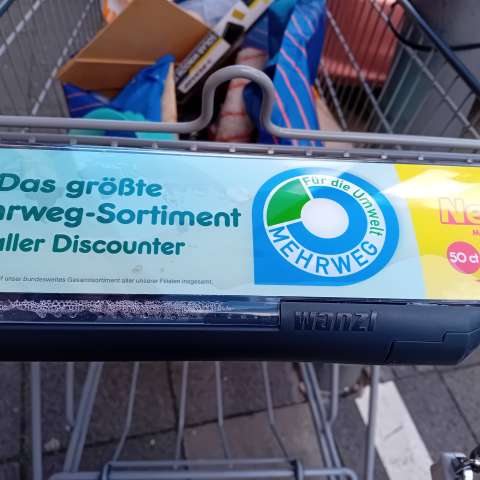 Das größte
hrweg-Sortiment
aller Discounter
Für die Umwelt
MEHRWEG
Ne
50 ct
f unser bundesweites Gesamtsortiment aller unserer Filialen insgesamt.
wanzl